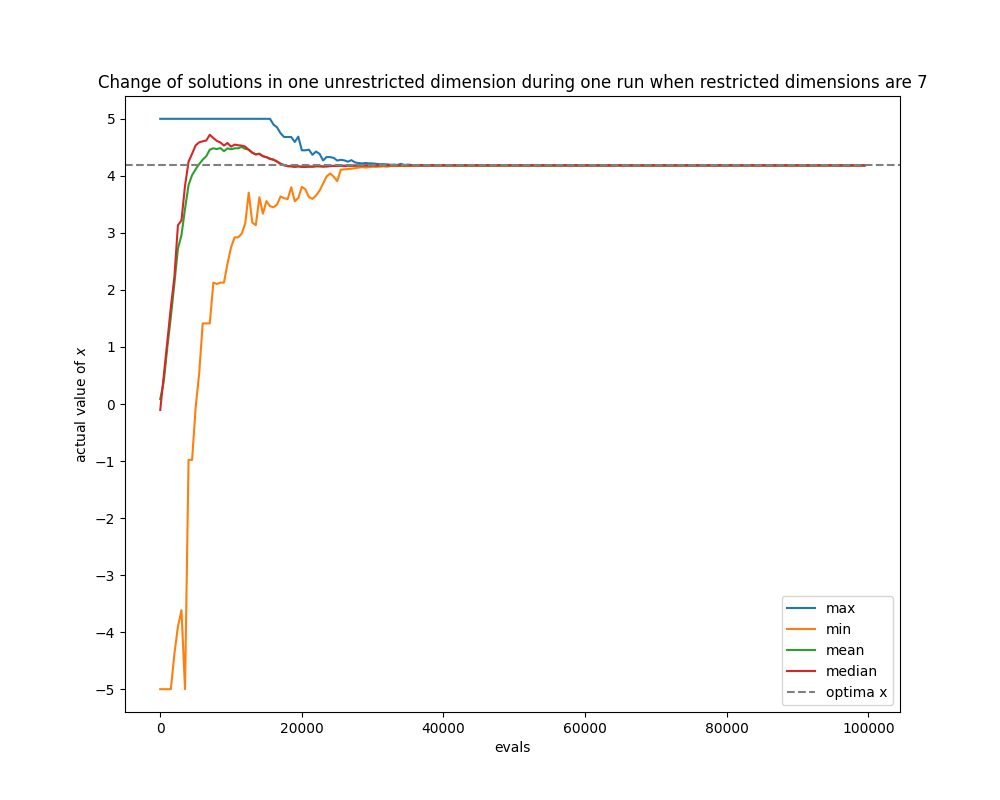 Change of solutions in one unrestricted dimension during one run when restricted dimensions are 7
5
4
3
2
1
0
−1
−2
−3
−4
−5
actual value of x
0
20000
40000
60000
80000
100000
evals
max
min
mean
median
optima x